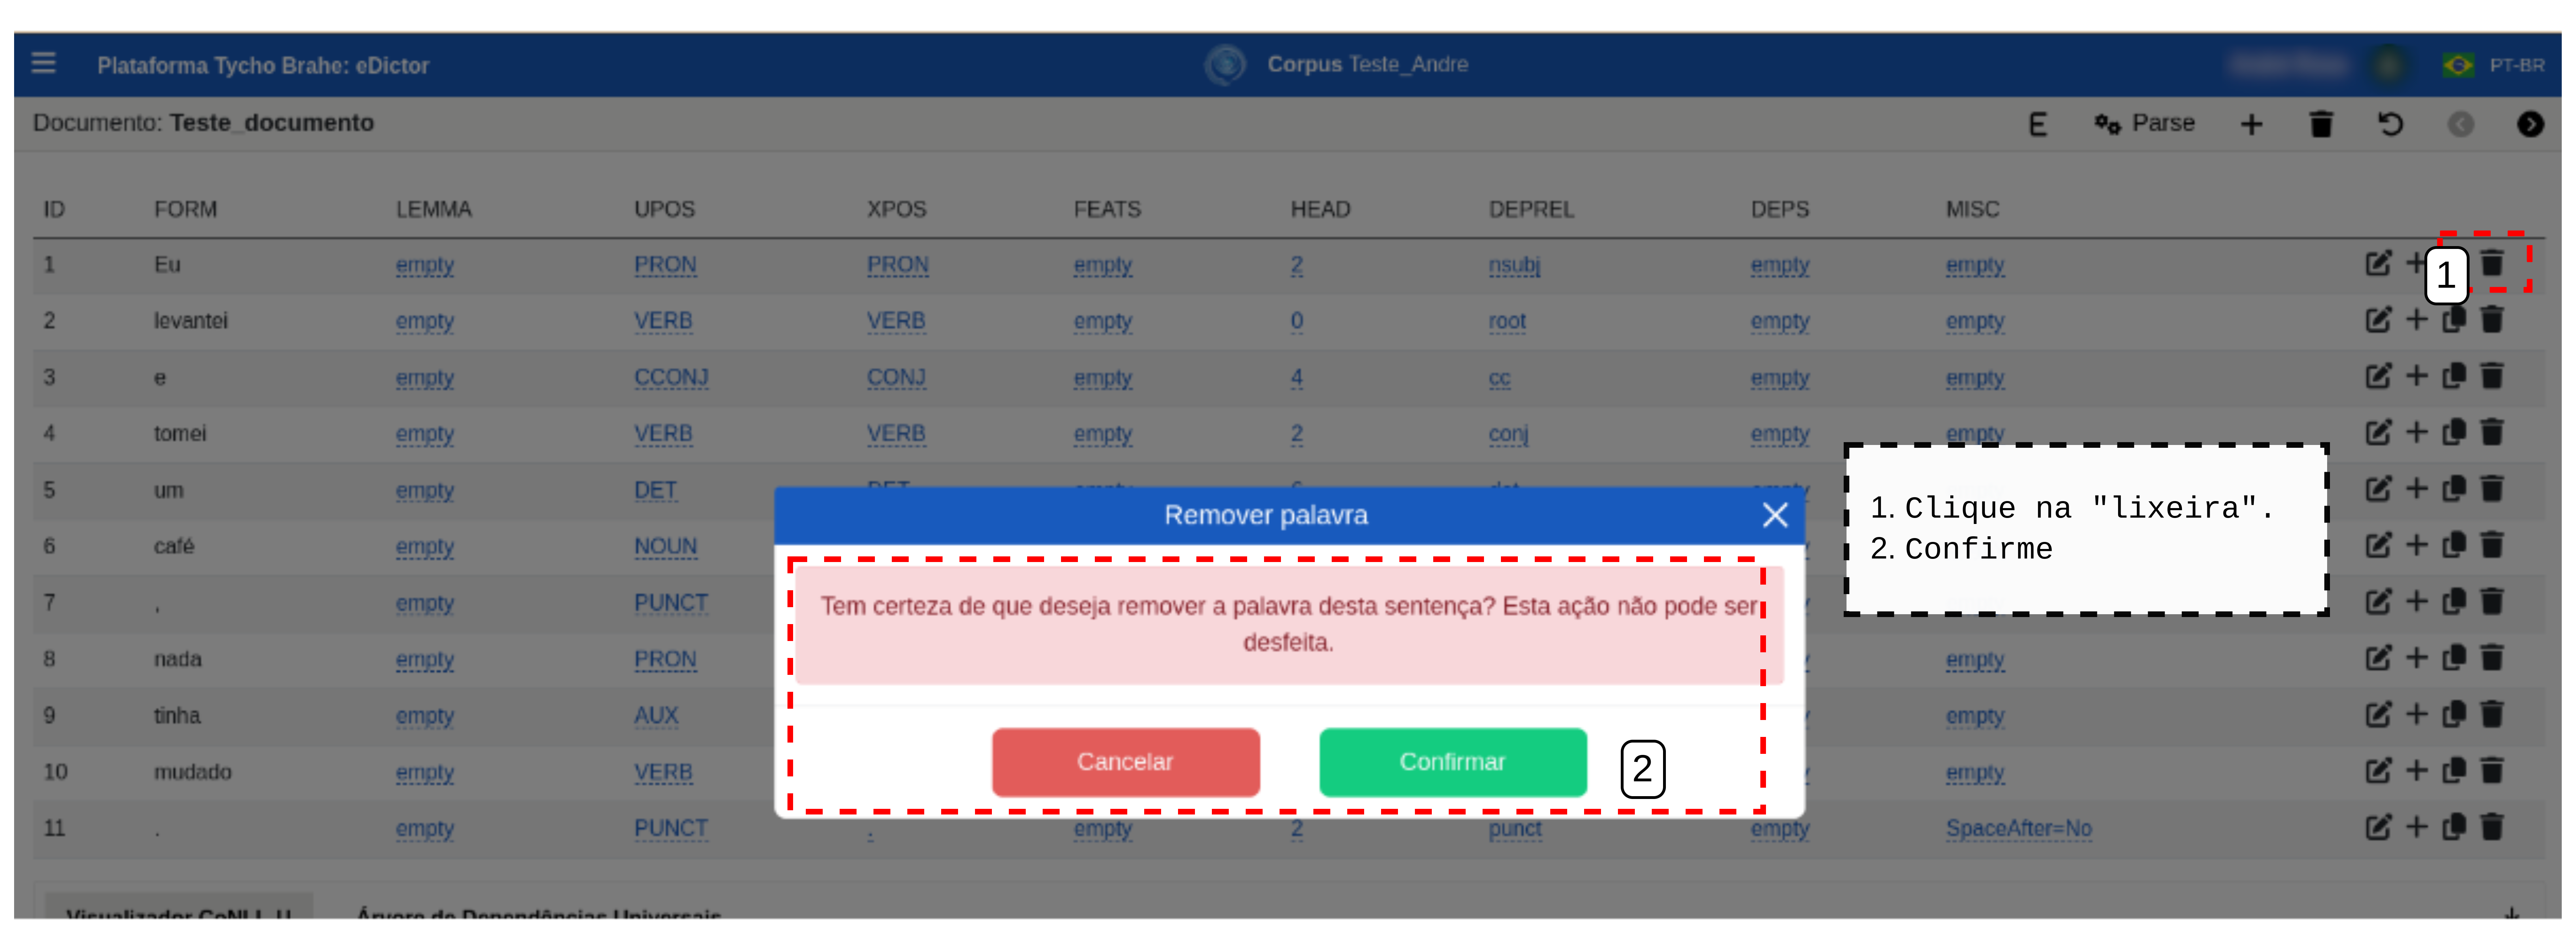 Plataforma Tycho Brahe: eDictor Corpus Teste_Andre PT-BR
Documento: Teste_documento E Parse
ID FORM LEMMA UPOS XPOS FEATS HEAD DEPREL DEPS MISC
1 Eu empty PRON PRON empty 2 nsubj empty empty 1
2 levantei empty VERB VERB empty 0 root empty empty
3 e empty CCONJ CONJ empty 4 cc empty empty
4 tomei empty VERB VERB empty 2 conj empty empty
5 um empty DET
6 café empty NOUN
7 , empty PUNCT
8 nada empty PRON empty
9 tinha empty AUX empty
10 mudado empty VERB empty
11 . empty PUNCT . empty 2 punct empty SpaceAfter=No
Remover palavra
Tem certeza de que deseja remover a palavra desta sentença? Esta ação não pode ser
desfeita.
Cancelar Confirmar 2
1. Clique na "lixeira".
2. Confirme
Visualizador CoNLL-U Árvore de Dependências Universais